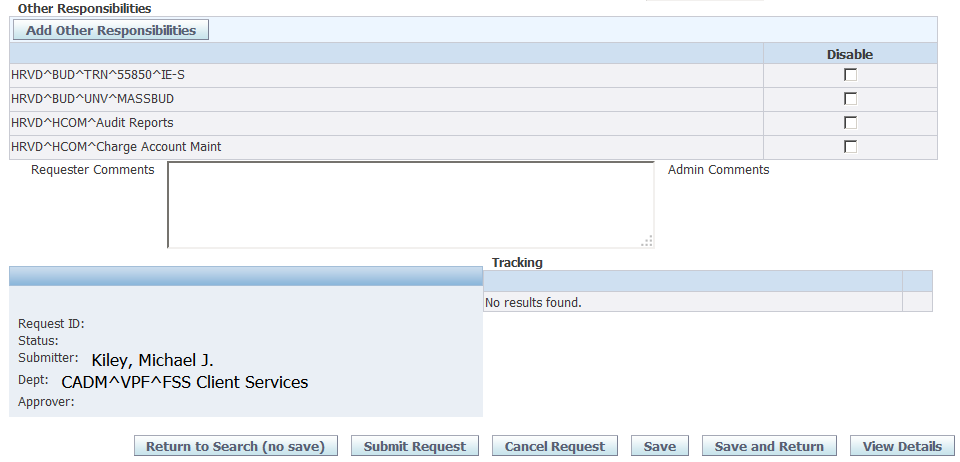 Other Responsibilities
Add Other Responsibilities
Disable
HRVD^BUD^TRN^55850^IE-S
HRVD^BUD^UNV^MASSBUD
HRVD^HCOM^Audit Reports
HRVD^HCOM^Charge Account Maint
Requester Comments
Admin Comments
Tracking
No results found.
Request ID:
Status:
Submitter: Kiley, Michael J.
Dept: CADM^VPF^FSS Client Services
Approver:
Return to Search (no save) Submit Request Cancel Request Save Save and Return View Details